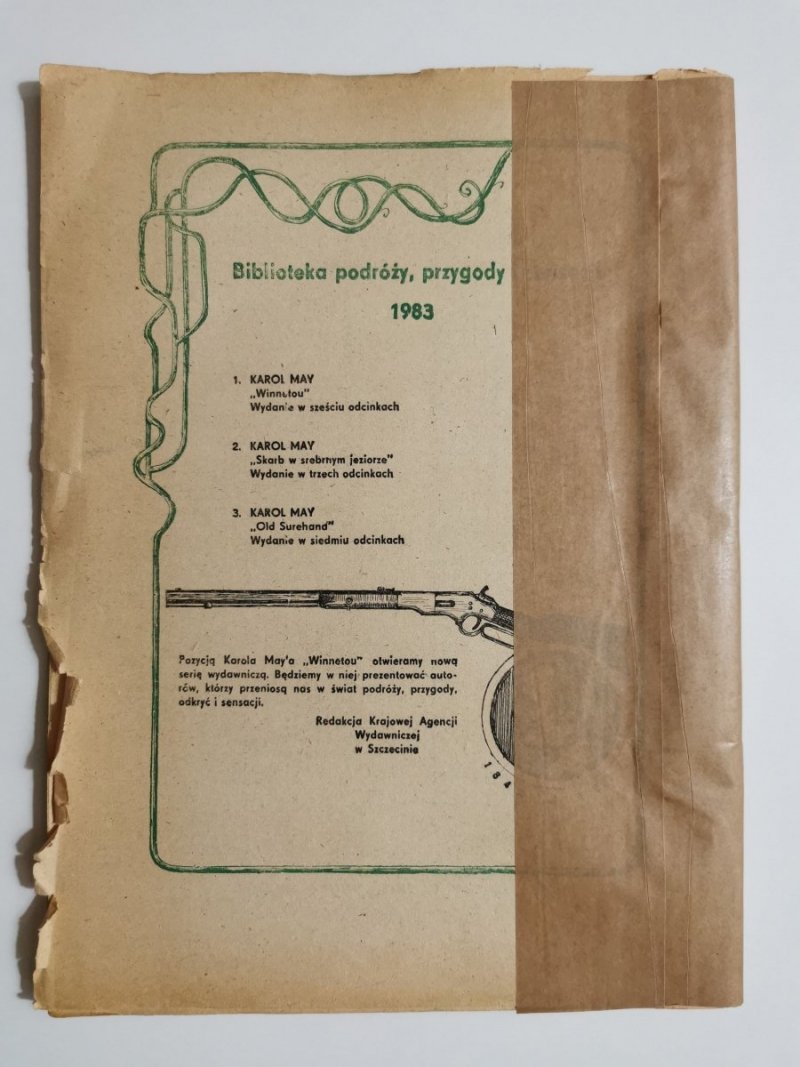 Biblioteka podróży, przygody
1983
1. KAROL MAY
„Winnetou”
Wydanie w sześciu odcinkach
2. KAROL MAY
„Skarb w srebrnym jeziorze”
Wydanie w trzech odcinkach
3. KAROL MAY
„Old Surehand”
Wydanie w siedmiu odcinkach
Pozycją Karola May'a „Winnetou” otwieramy nową
serię wydawniczą. Będziemy w niej prezentować auto-
rów, którzy przeniosą nas w świat podróży, przygody,
odkryć i sensacji.
Redakcja Krajowej Agencji
Wydawniczej
w Szczecinie
184